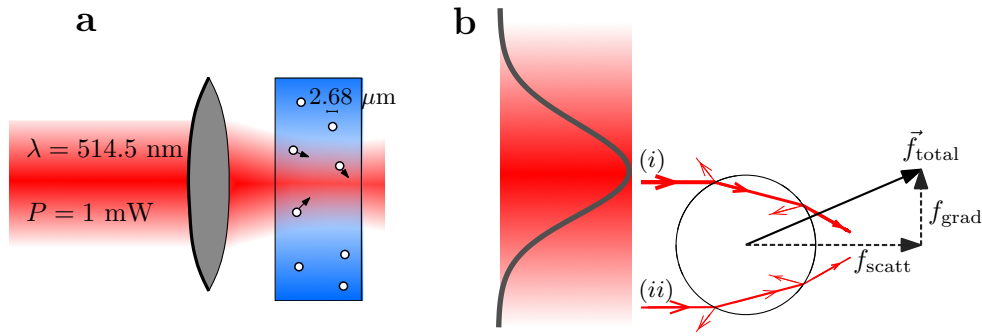 a
2.68 μm
λ = 514.5 nm
P = 1 mW
b
(i)
f⃗total
fgrad
fscatt
(ii)